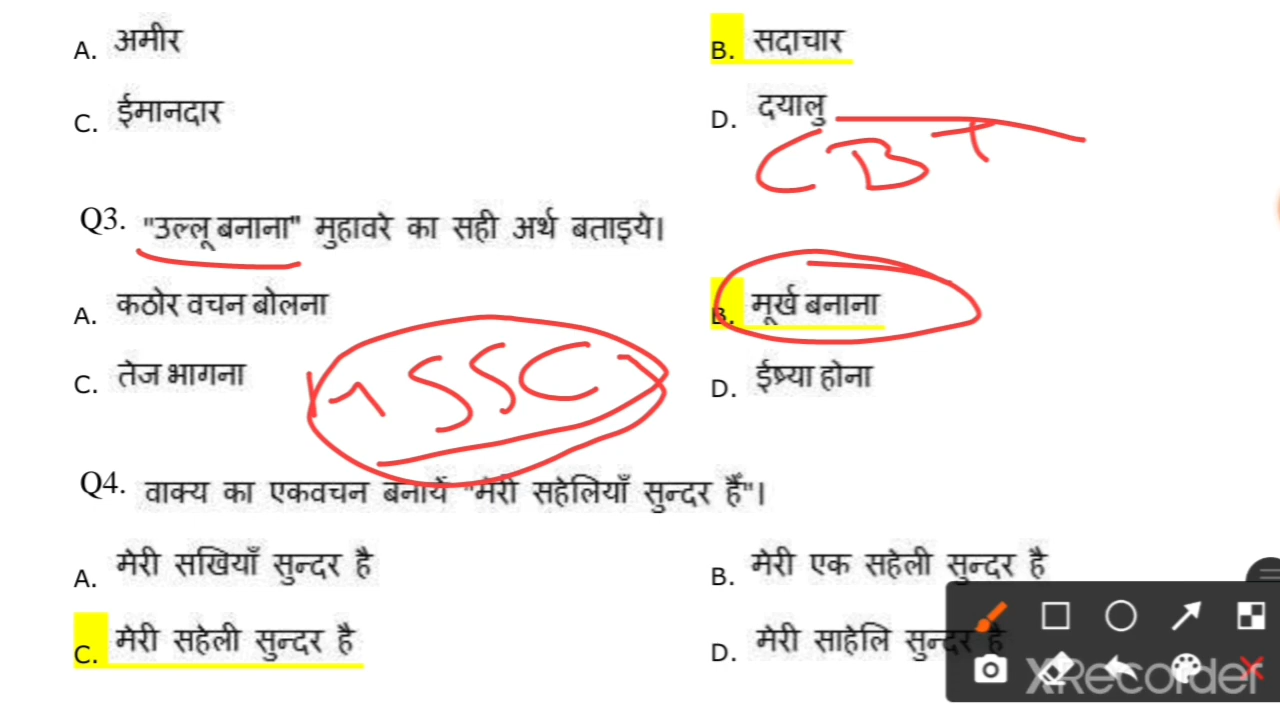 A. अमीर
B. सदाचार
C. ईमानदार
D. दयालु
CBT
Q3. "उल्लू बनाना" मुहावरे का सही अर्थ बताइये।
A. कठोर वचन बोलना
B. मूर्ख बनाना
SSC
C. तेज भागना
D. ईष्र्या होना
Q4. वाक्य का एकवचन बनायें "मेरी सहेलियाँ सुन्दर हैं"।
A. मेरी सखियाँ सुन्दर है
B. मेरी एक सहेली सुन्दर है
C. मेरी सहेली सुन्दर है
D. मेरी साहेलि सुन्दर है
XRecorder